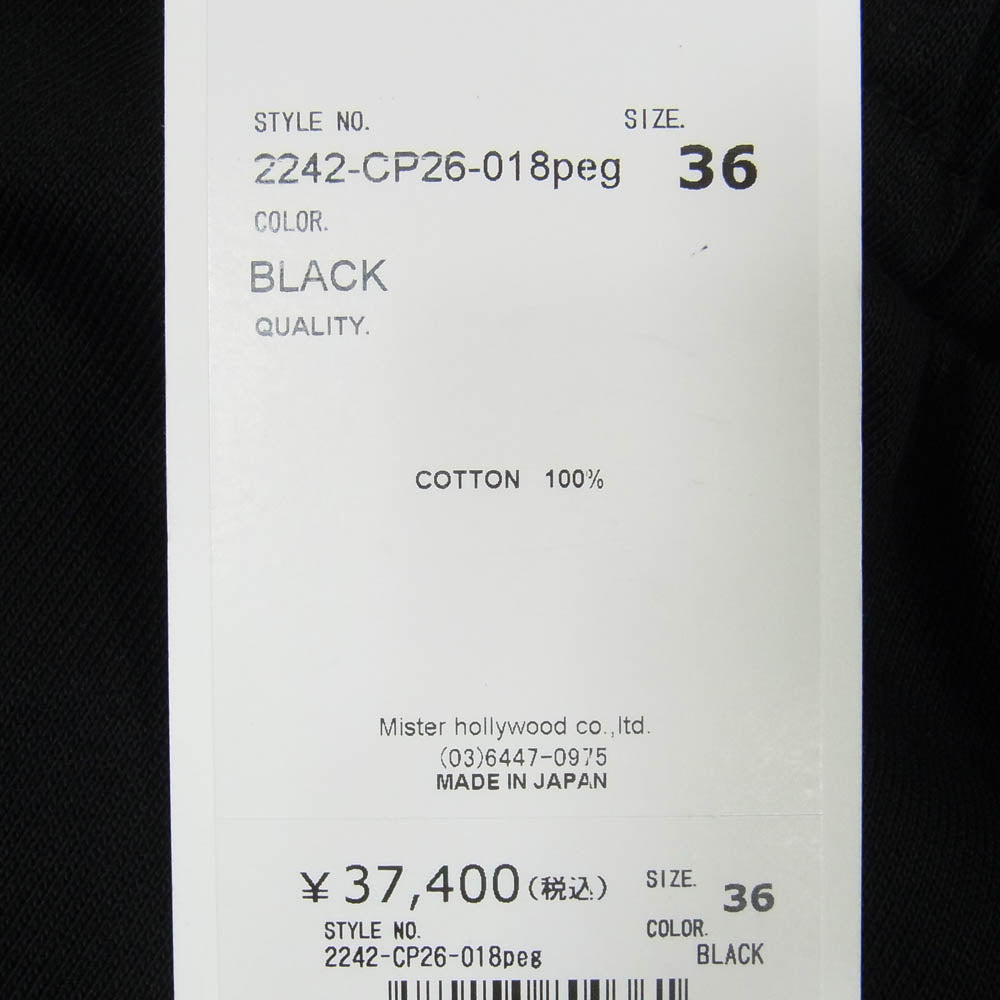 STYLE NO. SIZE.
2242-CP26-018peg 36
COLOR.
BLACK
QUALITY.
COTTON 100%
Mister hollywood co.,ltd.
(03)6447-0975
MADE IN JAPAN
¥37,400(税込) SIZE. 36
STYLE NO. COLOR.
2242-CP26-018peg BLACK